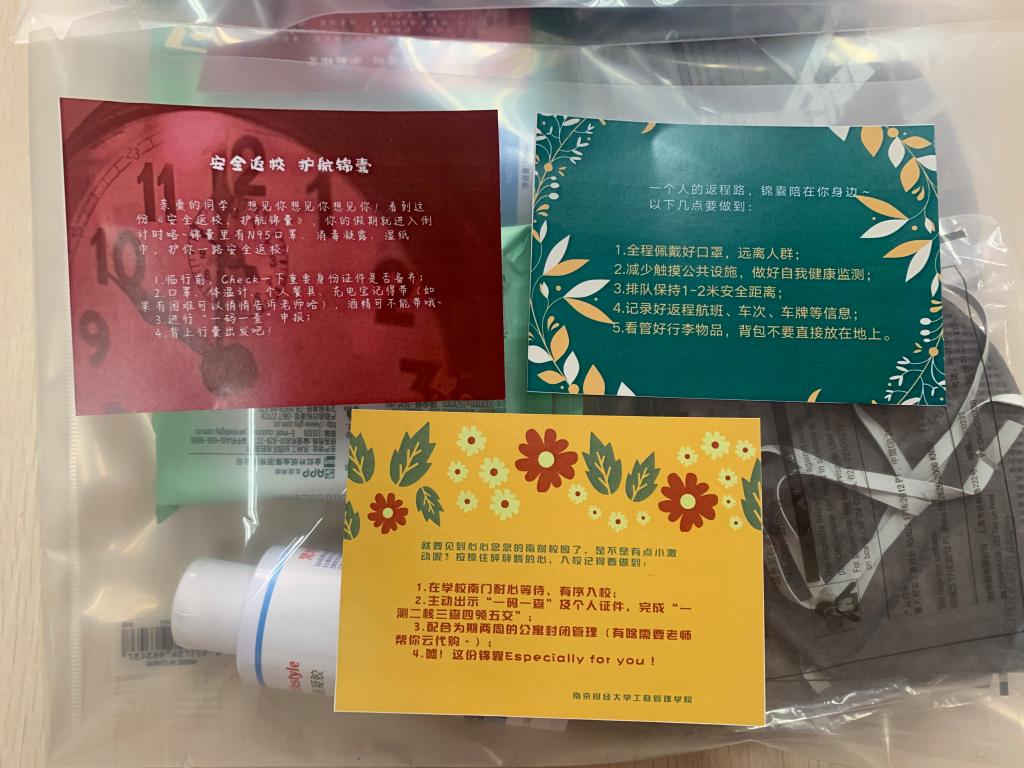 安全返校 护航锦囊
亲爱的同学，想见你想见你想见你！看到这
份《安全返校，护航锦囊》 你的假期就进入倒
计时咯~锦囊里有N95口罩、消毒凝露、湿纸
巾，护你一路安全返校！
1.临行前，Check一下重要身份证件是否备齐；
2.口罩、体温计、个人餐具、充电宝记得带（如
果有困难可以悄悄告诉老师哈），酒精可不能带哦~
3.进行“一码一查”申报；
4.背上行囊出发吧！
一个人的返程路，锦囊陪在你身边~
以下几点要做到：
1.全程佩戴好口罩，远离人群；
2.减少触摸公共设施，做好自我健康监测；
3.排队保持1-2米安全距离；
4.记录好返程航班、车次、车牌等信息；
5.看管好行李物品，背包不要直接放在地上。
就要见到心心念念的南财校园了，是不是有点小激
动呢？按捺住砰砰跳的心，入校记得要做到：
1.在学校南门耐心等待，有序入校；
2.主动出示“一码一查”及个人证件，完成“一
测二核三查四领五交”；
3.配合为期两周的公寓封闭管理（有啥需要老师
帮你云代购~）；
4.嘘！这份锦囊Especially for you！
南京财经大学工商管理学院
APP
MADE IN CHINA